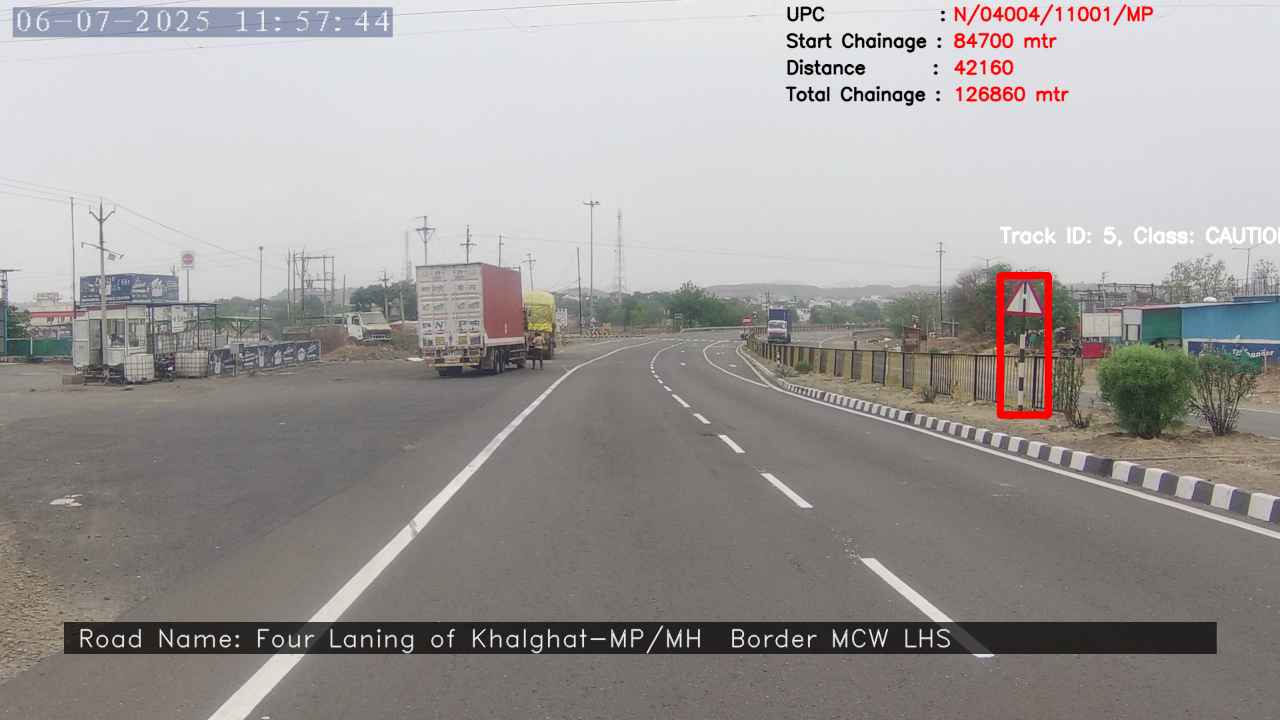 06-07-2025 11:57:44
UPC : N/04004/11001/MP
Start Chainage : 84700 mtr
Distance : 42160
Total Chainage : 126860 mtr
Track ID: 5, Class: CAUTIO
Road Name: Four Laning of Khalghat-MP/MH Border MCW LHS